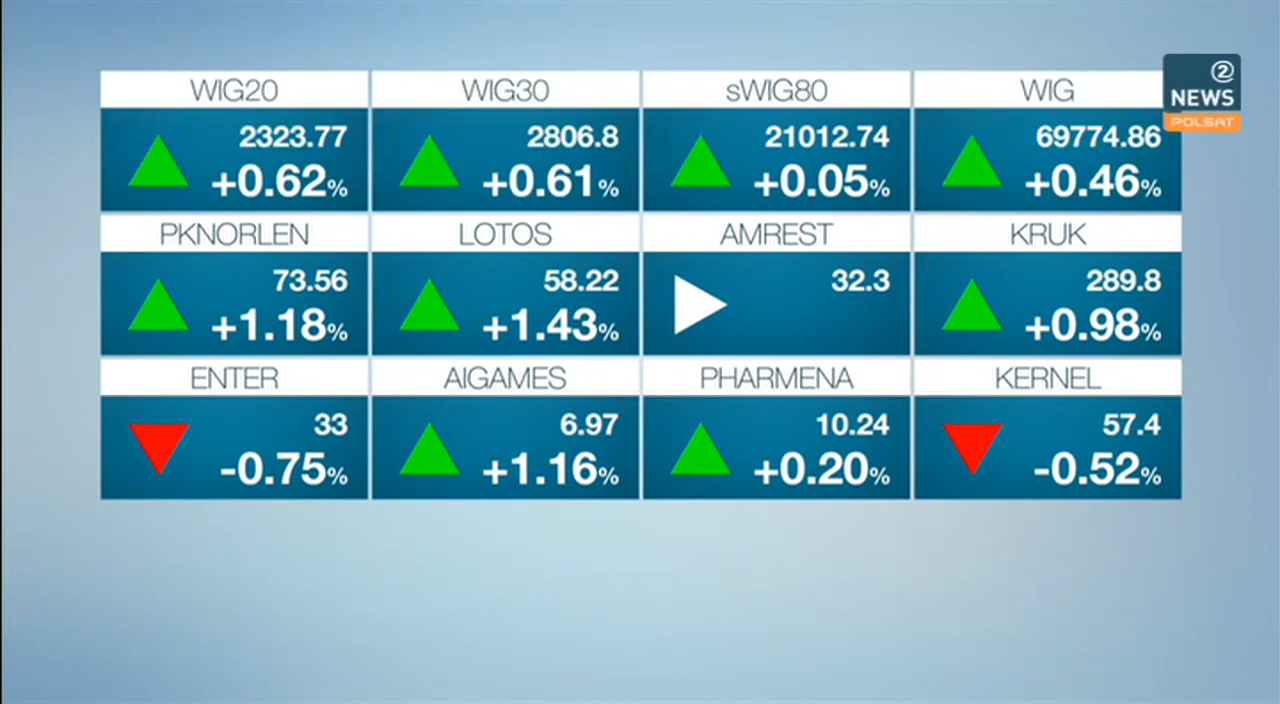 WIG20
2323.77
+0.62%
WIG30
2806.8
+0.61%
sWIG80
21012.74
+0.05%
WIG
69774.86
+0.46%
2
NEWS
POLSAT
PKNORLEN
73.56
+1.18%
LOTOS
58.22
+1.43%
AMREST
32.3
KRUK
289.8
+0.98%
ENTER
33
-0.75%
AIGAMES
6.97
+1.16%
PHARMENA
10.24
+0.20%
KERNEL
57.4
-0.52%